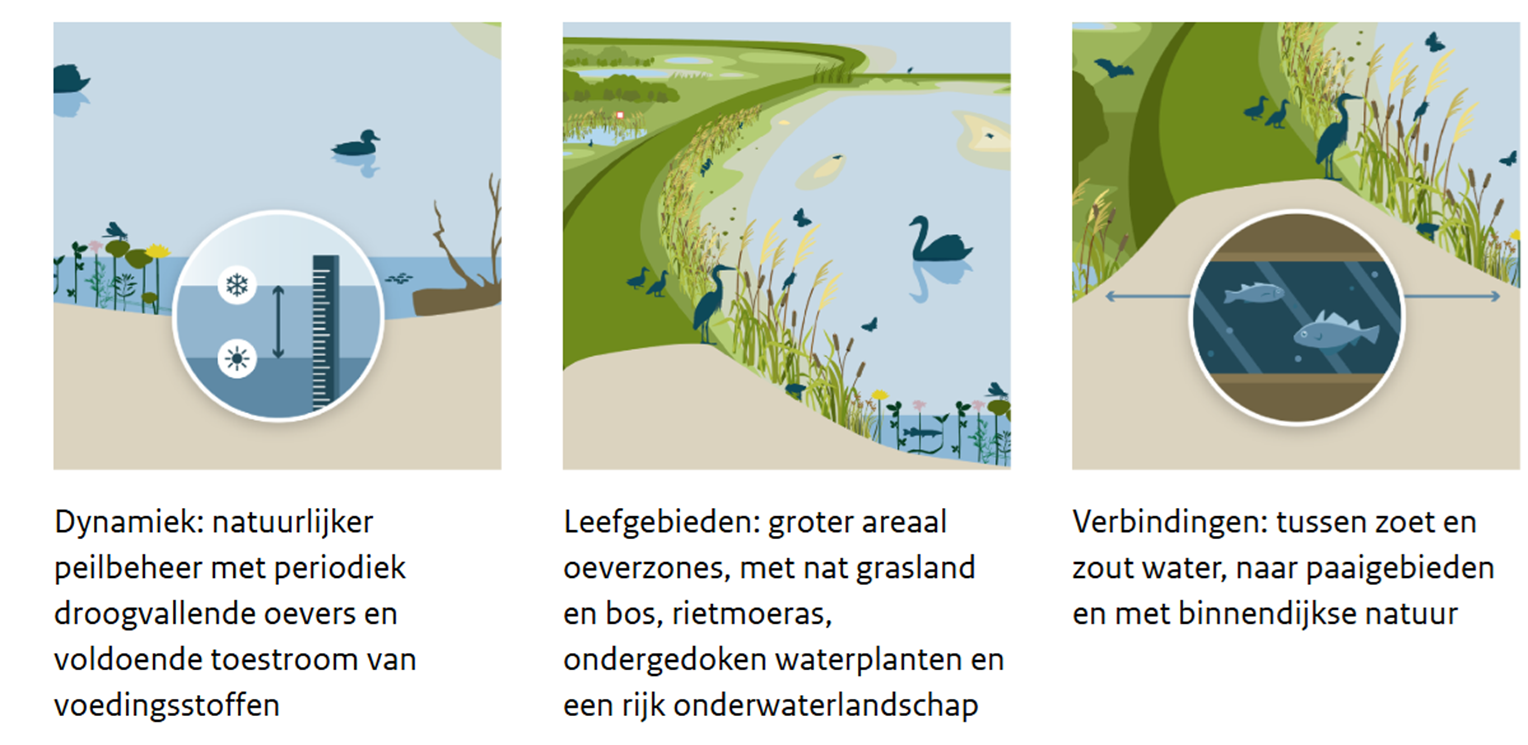 Dynamiek: natuurlijker
peilbeheer met periodiek
droogvallende oevers en
voldoende toestroom van
voedingsstoffen
Leefgebieden: groter areaal
oeverzones, met nat grasland
en bos, rietmoeras,
ondergedoken waterplanten en
een rijk onderwaterlandschap
Verbindingen: tussen zoet en
zout water, naar paaigebieden
en met binnendijkse natuur